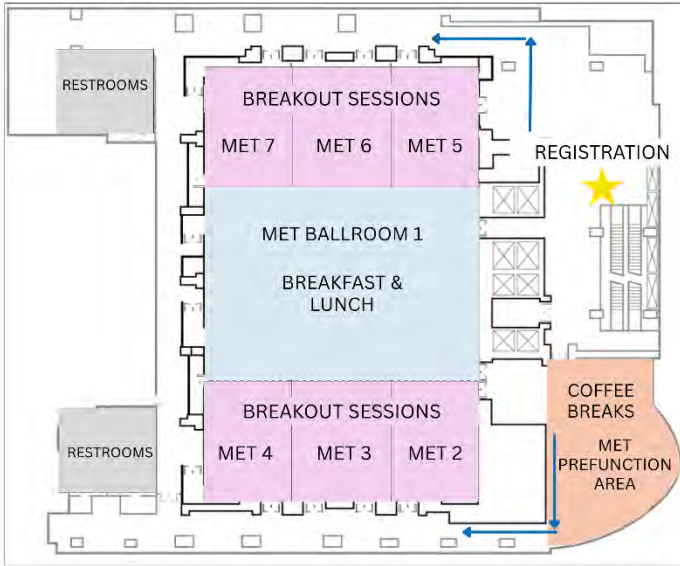 RESTROOMS
BREAKOUT SESSIONS
MET 7
MET 6
MET 5
REGISTRATION
MET BALLROOM 1
BREAKFAST &
LUNCH
BREAKOUT SESSIONS
MET 4
MET 3
MET 2
RESTROOMS
COFFEE
BREAKS
MET
PREFUNCTION
AREA